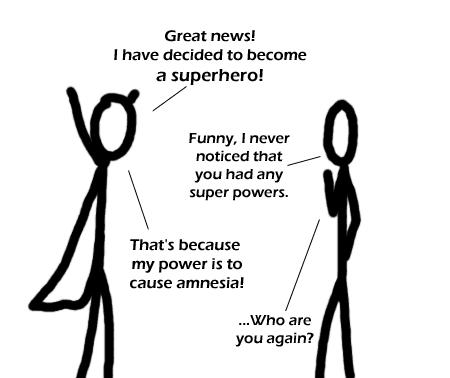 Great news!
I have decided to become
a superhero!
Funny, I never
noticed that
you had any
super powers.
That's because
my power is to
cause amnesia!
...Who are
you again?